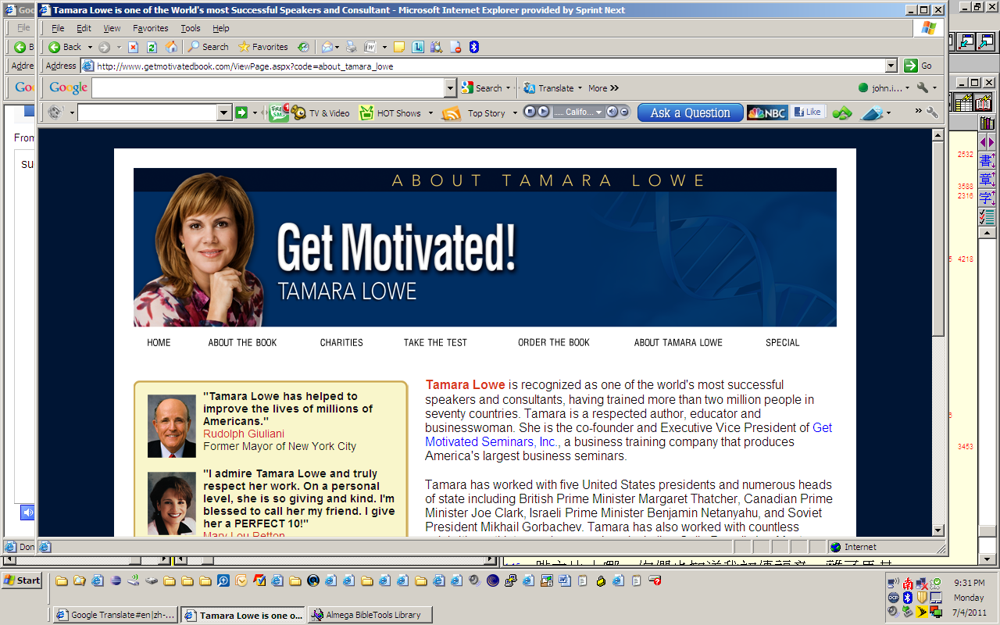 Tamara Lowe is one of the World's most Successful Speakers and Consultant - Microsoft Internet Explorer provided by Sprint Next
File Edit View Favorites Tools Help
Back Search Favorites
Address http://www.getmotivatedbook.com/ViewPage.aspx?code=about_tamara_lowe Go
Google Search Translate More john.i...
FREE SMS TV & Video HOT Shows Top Story ..... Califo... Ask a Question NBC Like
Goo
File
B
Addre
Goo
From
su
Don
ABOUT TAMARA LOWE
Get Motivated!
TAMARA LOWE
HOME ABOUT THE BOOK CHARITIES TAKE THE TEST ORDER THE BOOK ABOUT TAMARA LOWE SPECIAL
"Tamara Lowe has helped to
improve the lives of millions of
Americans."
Rudolph Giuliani
Former Mayor of New York City
"I admire Tamara Lowe and truly
respect her work. On a personal
level, she is so giving and kind. I'm
blessed to call her my friend. I give
her a PERFECT 10!"
Mary Lou Retton
Tamara Lowe is recognized as one of the world's most successful
speakers and consultants, having trained more than two million people in
seventy countries. Tamara is a respected author, educator and
businesswoman. She is the co-founder and Executive Vice President of Get
Motivated Seminars, Inc., a business training company that produces
America's largest business seminars.
Tamara has worked with five United States presidents and numerous heads
of state including British Prime Minister Margaret Thatcher, Canadian Prime
Minister Joe Clark, Israeli Prime Minister Benjamin Netanyahu, and Soviet
President Mikhail Gorbachev. Tamara has also worked with countless
2532
3588
2316
4218
3453
書
章
字
Internet
Start
Google Translate#en|zh-... Tamara Lowe is one o... Almega BibleTools Library
9:31 PM
Monday
7/4/2011